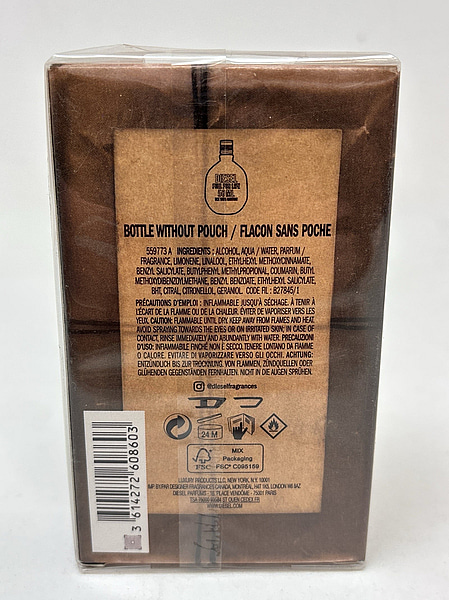 DIESEL
FUEL FOR LIFE
50 ML
BOTTLE WITHOUT POUCH / FLACON SANS POCHE
559773 A INGREDIENTS : ALCOHOL, AQUA / WATER, PARFUM /
FRAGRANCE, LIMONENE, LINALOOL, ETHYLHEXYL
METHOXYCINNAMATE,
BENZYL SALICYLATE, BUTYLPHENYL METHYLPROPIONAL, COUMARIN, BUTYL
METHOXYDIBENZOYLMETHANE, BENZYL BENZOATE, ETHYLHEXYL SALICYLATE,
BHT, CITRAL, CITRONELLOL, GERANIOL. CODE FIL : B27845/1
PRÉCAUTIONS D'EMPLOI : INFLAMMABLE JUSQU'À SÉCHAGE. À TENIR À
L'ÉCART DE LA FLAMME OU DE LA CHALEUR. ÉVITER DE VAPORISER VERS LES
YEUX. CAUTION: FLAMMABLE UNTIL DRY. KEEP AWAY FROM FLAMES AND HEAT.
AVOID SPRAYING TOWARDS THE EYES OR ON IRRITATED SKIN; IN CASE OF
CONTACT, RINSE IMMEDIATELY AND ABUNDANTLY WITH WATER. PRECAUZIONI
D'USO: INFIAMMABILE FINCHÉ NON È SECCO. TENERE LONTANO DA FIAMME
O CALORE. EVITARE DI VAPORIZZARE VERSO GLI OCCHI. ACHTUNG:
ENTZÜNDLICH BIS ZUR TROCKNUNG. VON FLAMMEN, ZÜNDQUELLEN ODER
GLÜHENDEN GEGENSTÄNDEN FERNHALTEN. NICHT IN DIE AUGEN SPRÜHEN.
@dieselfragrances
24 M
FSC
MIX
Packaging
FSC® C095159
LUXURY PRODUCTS LLC, NEW YORK, N.Y. 10001
DIESEL PARFUMS - 16, PLACE VENDÔME - 75001 PARIS
WWW.DIESEL.COM
3 614272 608603